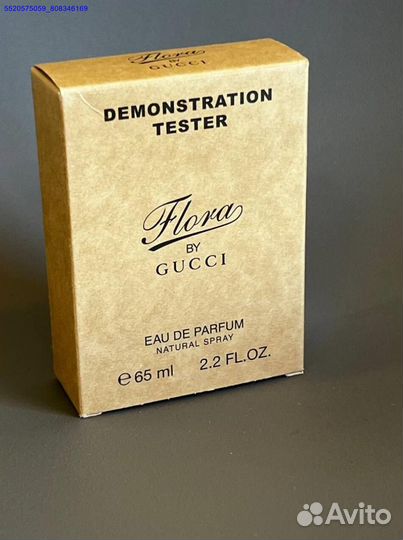 5520575059_808346169
DEMONSTRATION
TESTER
Flora
BY
GUCCI
EAU DE PARFUM
NATURAL SPRAY
e 65 ml 2.2 FL.OZ.
Avito